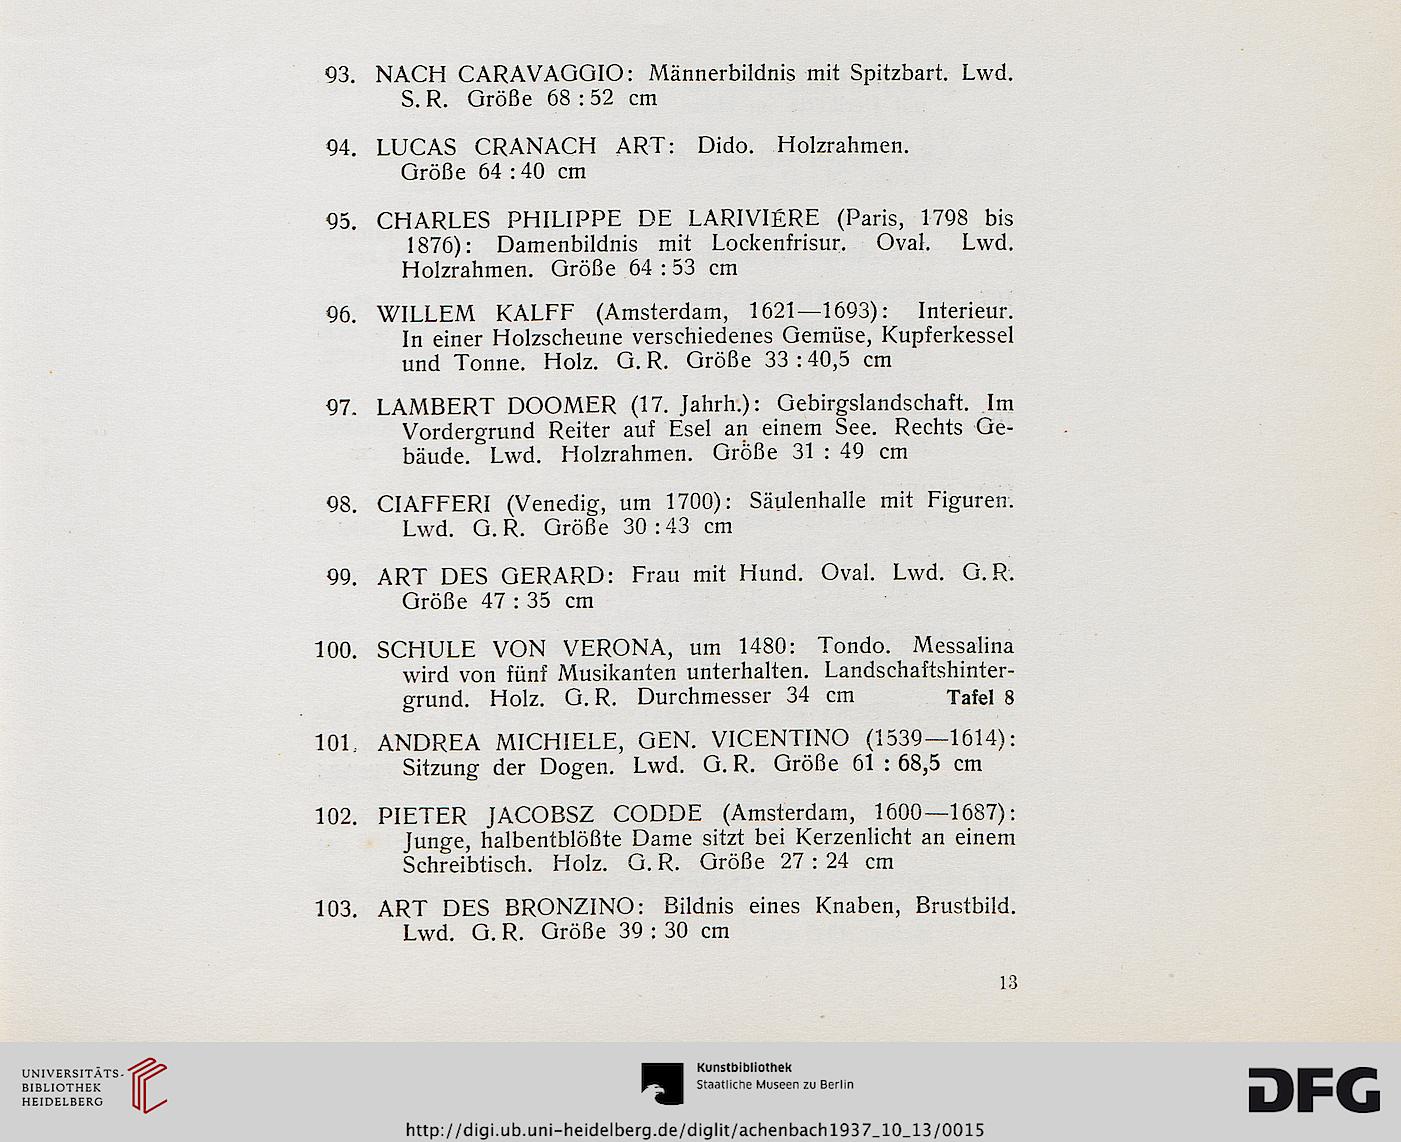 93. NACH CARAVAGGIO: Männerbildnis mit Spitzbart. Lwd.
S. R. Größe 68 : 52 cm
94. LUCAS CRANACH ART: Dido. Holzrahmen.
Größe 64 : 40 cm
95. CHARLES PHILIPPE DE LARIVIÉRE (Paris, 1798 bis
1876): Damenbildnis mit Lockenfrisur. Oval. Lwd.
Holzrahmen. Größe 64 : 53 cm
96. WILLEM KALFF (Amsterdam, 1621—1693): Interieur.
In einer Holzscheune verschiedenes Gemüse, Kupferkessel
und Tonne. Holz. G. R. Größe 33 : 40,5 cm
97. LAMBERT DOOMER (17. Jahrh.): Gebirgslandschaft. Im
Vordergrund Reiter auf Esel an einem See. Rechts Ge-
bäude. Lwd. Holzrahmen. Größe 31 : 49 cm
98. CIAFFERI (Venedig, um 1700): Säulenhalle mit Figuren.
Lwd. G. R. Größe 30 : 43 cm
99. ART DES GERARD: Frau mit Hund. Oval. Lwd. G. R.
Größe 47 : 35 cm
100. SCHULE VON VERONA, um 1480: Tondo. Messalina
wird von fünf Musikanten unterhalten. Landschaftshinter-
grund. Holz. G. R. Durchmesser 34 cm Tafel 8
101. ANDREA MICHIELE, GEN. VICENTINO (1539—1614):
Sitzung der Dogen. Lwd. G. R. Größe 61 : 68,5 cm
102. PIETER JACOBSZ CODDE (Amsterdam, 1600—1687):
Junge, halbentblößte Dame sitzt bei Kerzenlicht an einem
Schreibtisch. Holz. G. R. Größe 27 : 24 cm
103. ART DES BRONZINO: Bildnis eines Knaben, Brustbild.
Lwd. G. R. Größe 39 : 30 cm
13
UNIVERSITÄTS-
BIBLIOTHEK
HEIDELBERG
Kunstbibliothek
Staatliche Museen zu Berlin
DFG
http://digi.ub.uni-heidelberg.de/diglit/achenbach1937_10_13/0015